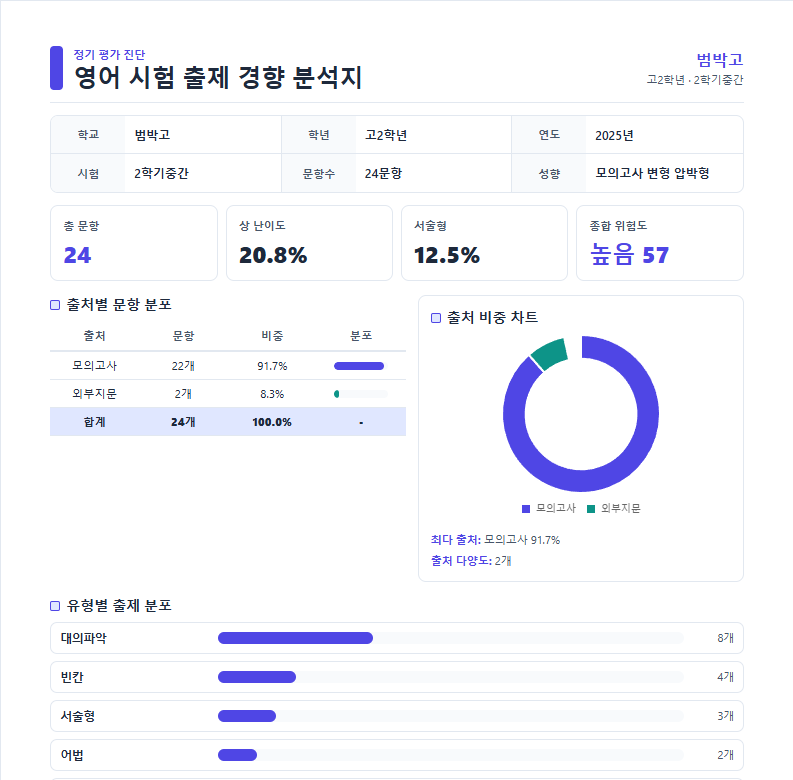 정기 평가 진단
영어 시험 출제 경향 분석지
범박고
고2학년 · 2학기중간
학교 범박고 학년 고2학년 연도 2025년
시험 2학기중간 문항수 24문항 성향 모의고사 변형 압박형
총 문항 상 난이도 서술형 종합 위험도
24 20.8% 12.5% 높음 57
출처별 문항 분포
출처 문항 비중 분포
모의고사 22개 91.7%
외부지문 2개 8.3%
합계 24개 100.0% -
출처 비중 차트
모의고사 외부지문
최다 출처: 모의고사 91.7%
출처 다양도: 2개
유형별 출제 분포
대의파악 8개
빈칸 4개
서술형 3개
어법 2개